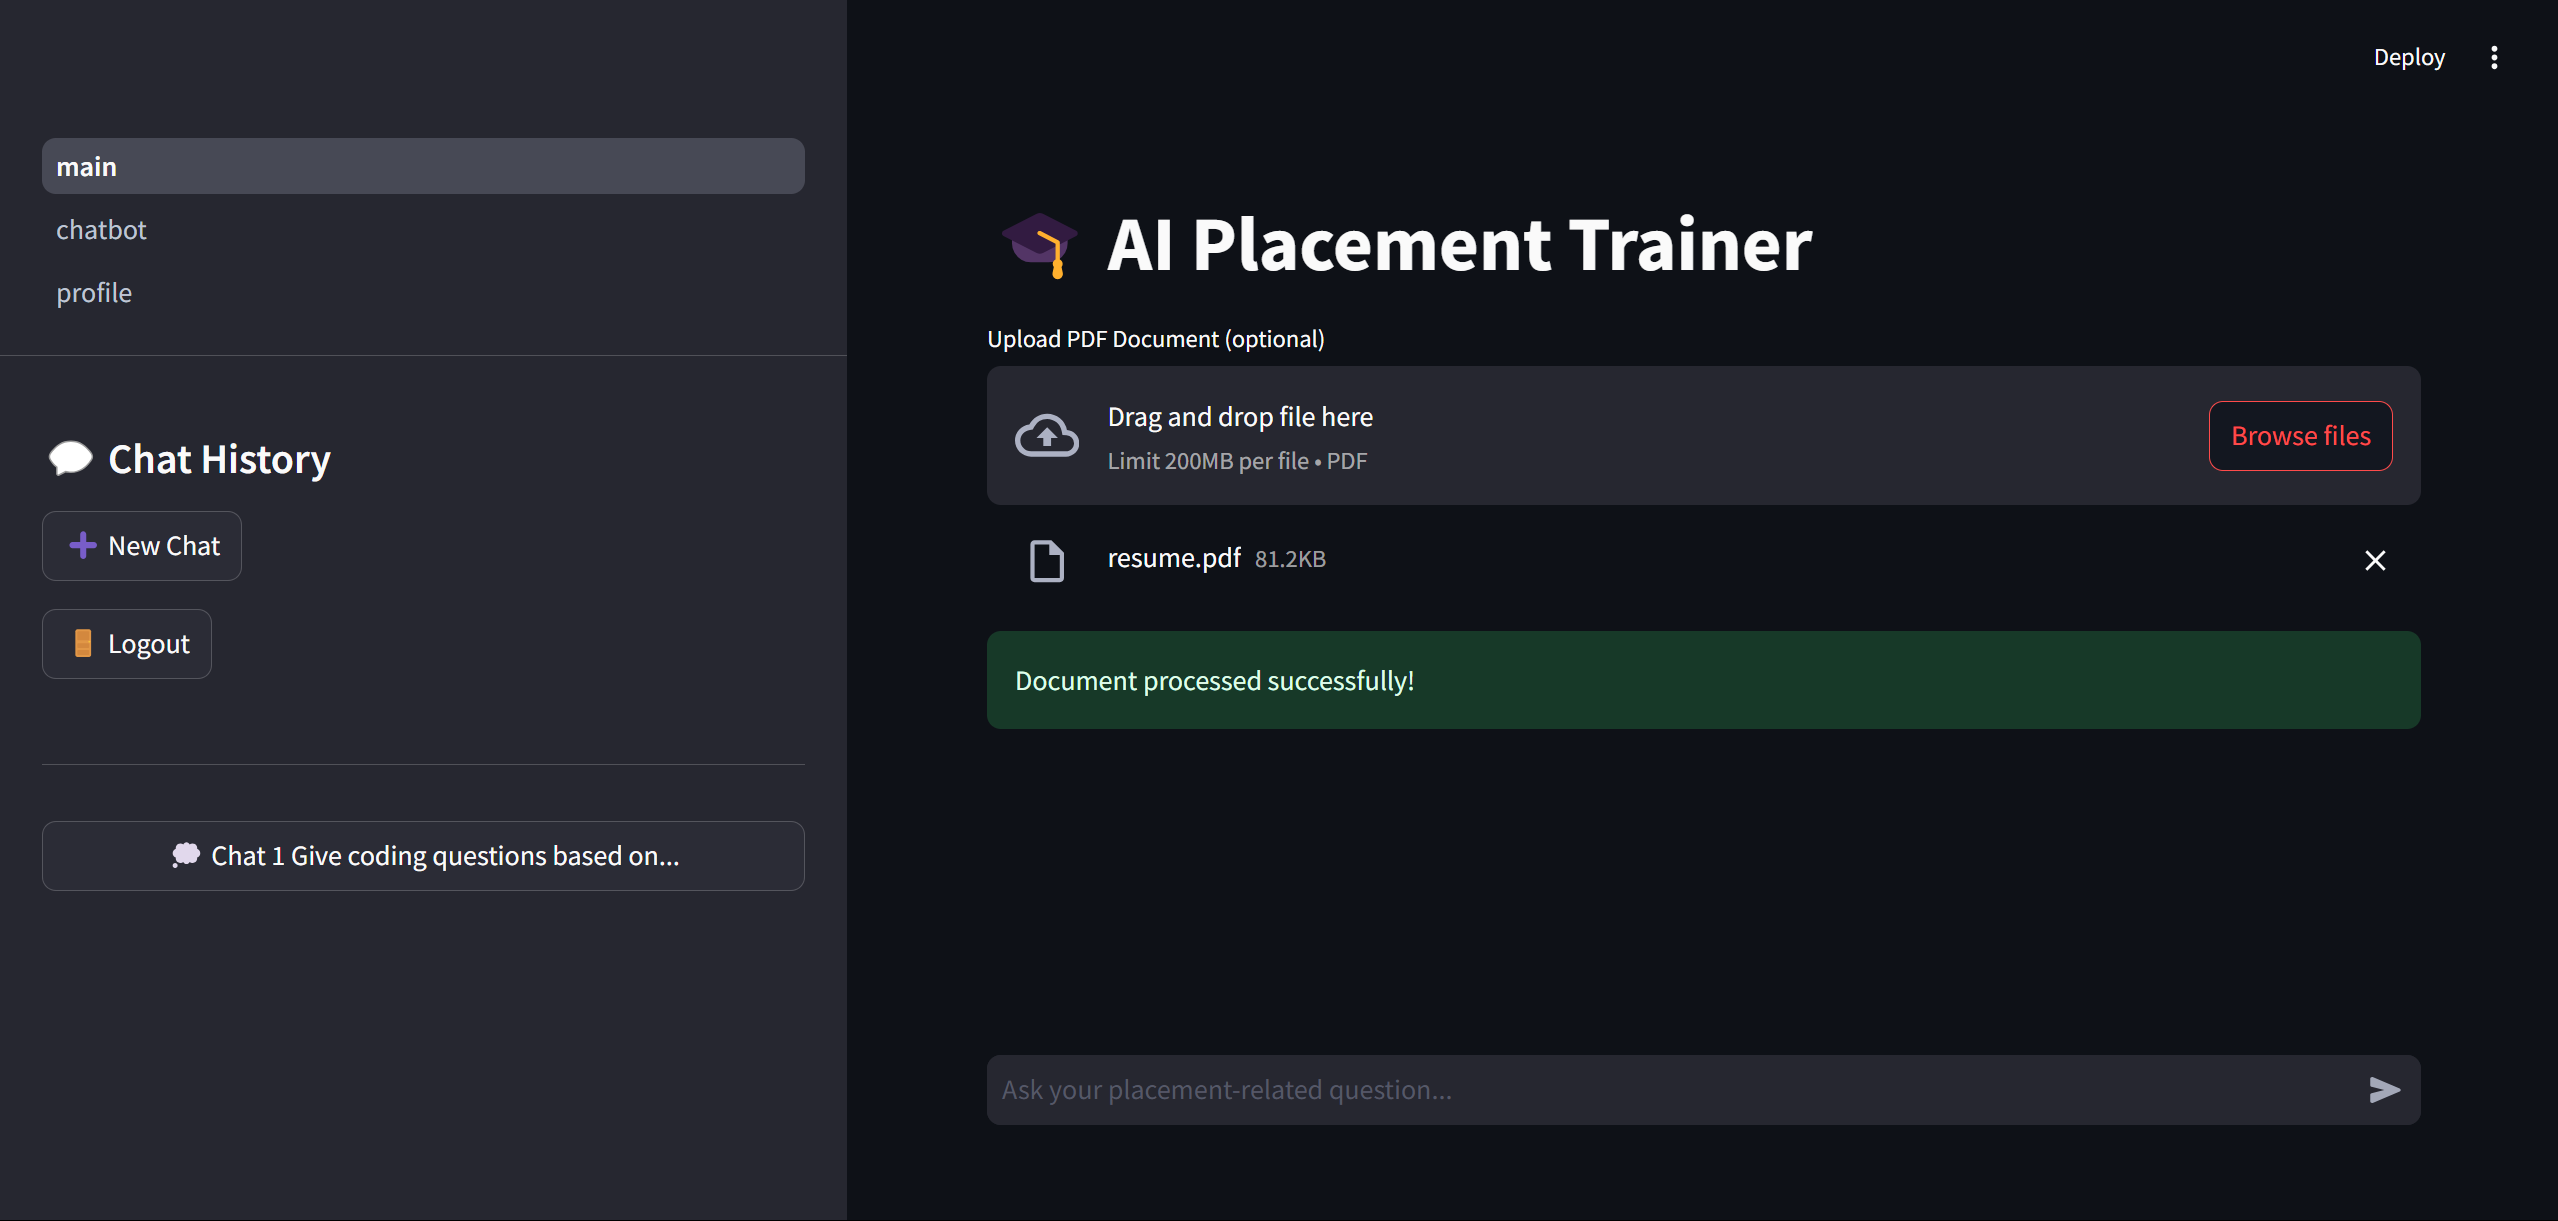 main
chatbot
profile
Chat History
New Chat
Logout
Chat 1 Give coding questions based on...
Deploy
AI Placement Trainer
Upload PDF Document (optional)
Drag and drop file here
Limit 200MB per file • PDF
Browse files
resume.pdf 81.2KB
Document processed successfully!
Ask your placement-related question...